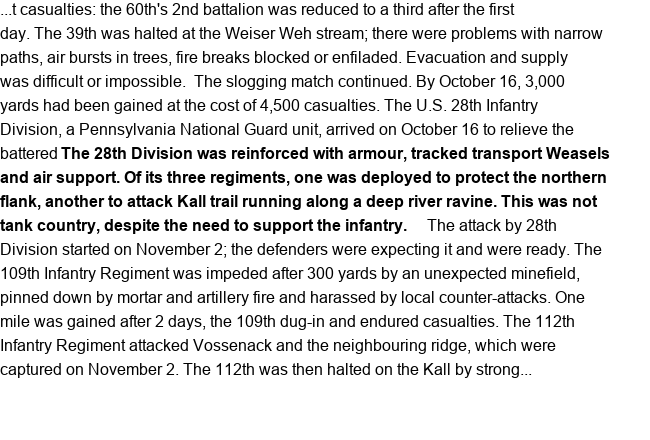 ...t casualties: the 60th's 2nd battalion was reduced to a third after the first
day. The 39th was halted at the Weiser Weh stream; there were problems with narrow
paths, air bursts in trees, fire breaks blocked or enfiladed. Evacuation and supply
was difficult or impossible.  The slogging match continued. By October 16, 3,000
yards had been gained at the cost of 4,500 casualties. The U.S. 28th Infantry
Division, a Pennsylvania National Guard unit, arrived on October 16 to relieve the
battered The 28th Division was reinforced with armour, tracked transport Weasels
and air support. Of its three regiments, one was deployed to protect the northern
flank, another to attack Kall trail running along a deep river ravine. This was not
tank country, despite the need to support the infantry.    The attack by 28th
Division started on November 2; the defenders were expecting it and were ready. The
109th Infantry Regiment was impeded after 300 yards by an unexpected minefield,
pinned down by mortar and artillery fire and harassed by local counter-attacks. One
mile was gained after 2 days, the 109th dug-in and endured casualties. The 112th
Infantry Regiment attacked Vossenack and the neighbouring ridge, which were
captured on November 2. The 112th was then halted on the Kall by strong...